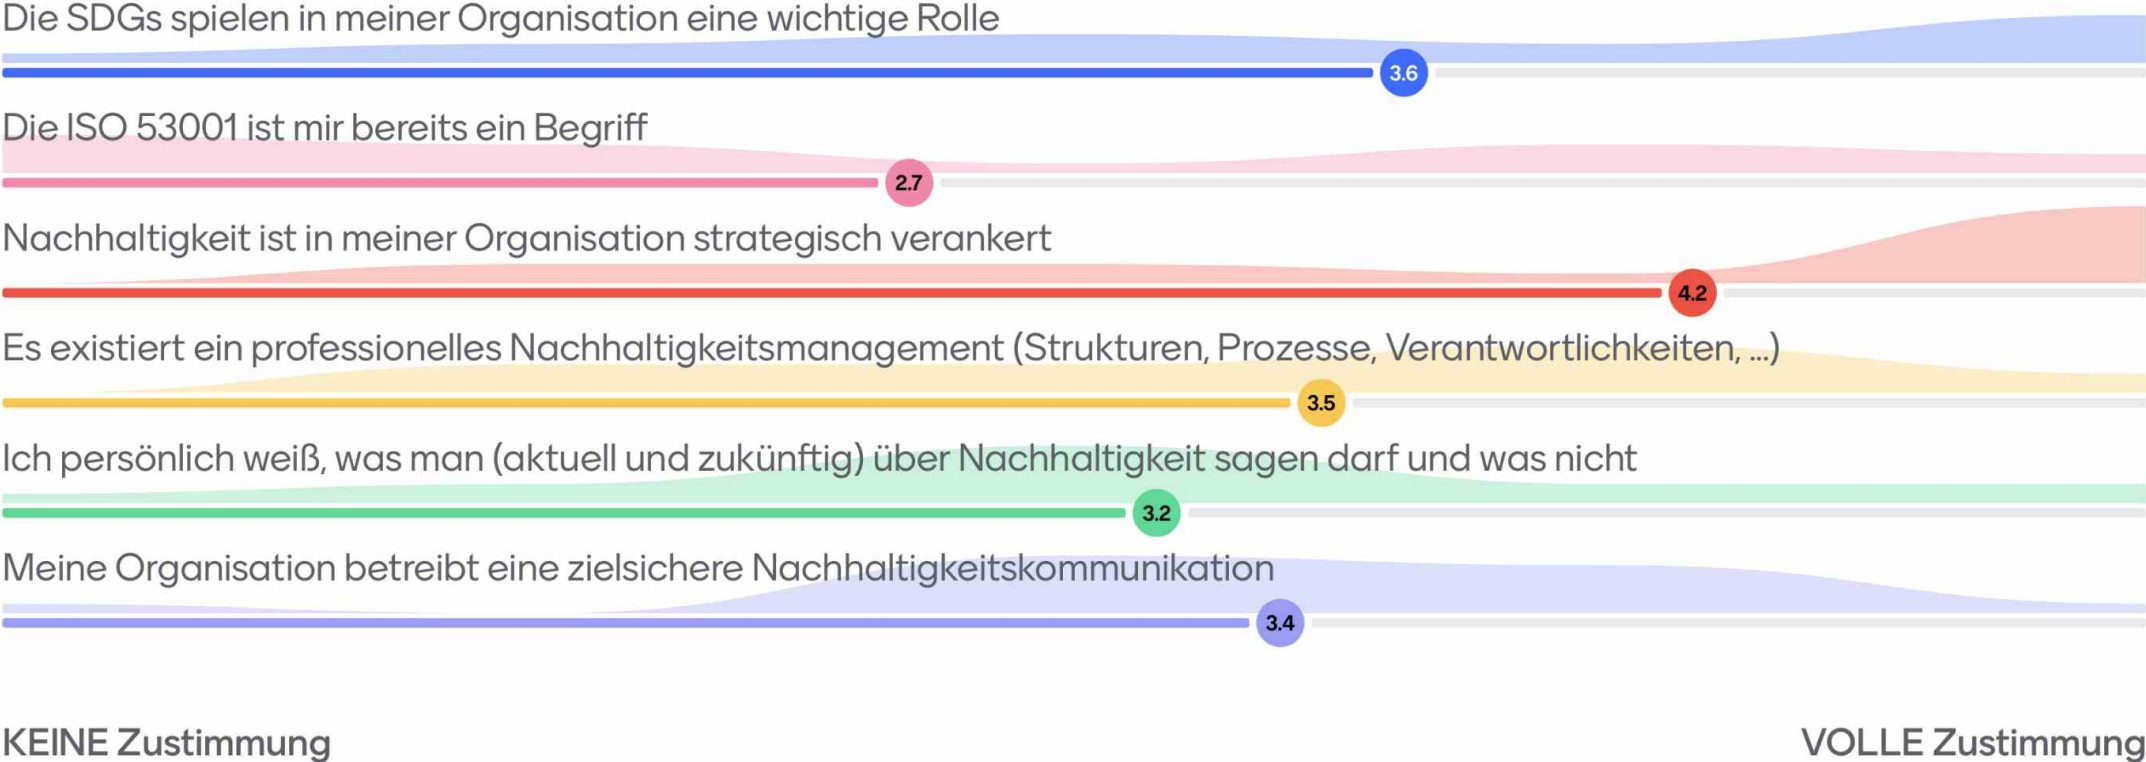 Die SDGs spielen in meiner Organisation eine wichtige Rolle
3.6
Die ISO 53001 ist mir bereits ein Begriff
2.7
Nachhaltigkeit ist in meiner Organisation strategisch verankert
4.2
Es existiert ein professionelles Nachhaltigkeitsmanagement (Strukturen, Prozesse, Verantwortlichkeiten, ...)
3.5
Ich persönlich weiß, was man (aktuell und zukünftig) über Nachhaltigkeit sagen darf und was nicht
3.2
Meine Organisation betreibt eine zielsichere Nachhaltigkeitskommunikation
3.4
KEINE Zustimmung VOLLE Zustimmung